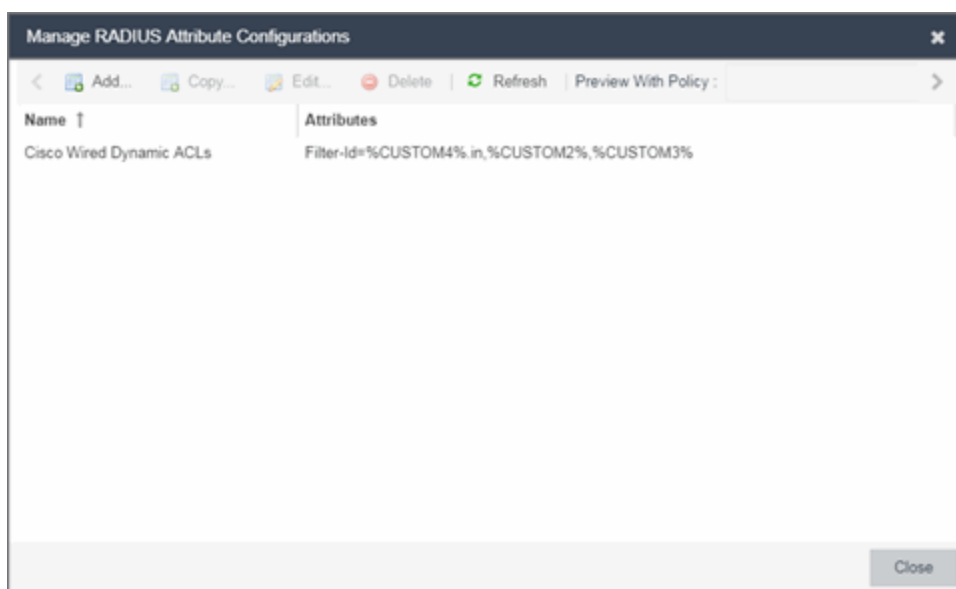 Manage RADIUS Attribute Configurations
Add... Copy... Edit... Delete Refresh Preview With Policy :
Name Attributes
Cisco Wired Dynamic ACLs Filter-Id=%CUSTOM4%.in,%CUSTOM2%,%CUSTOM3%
Close